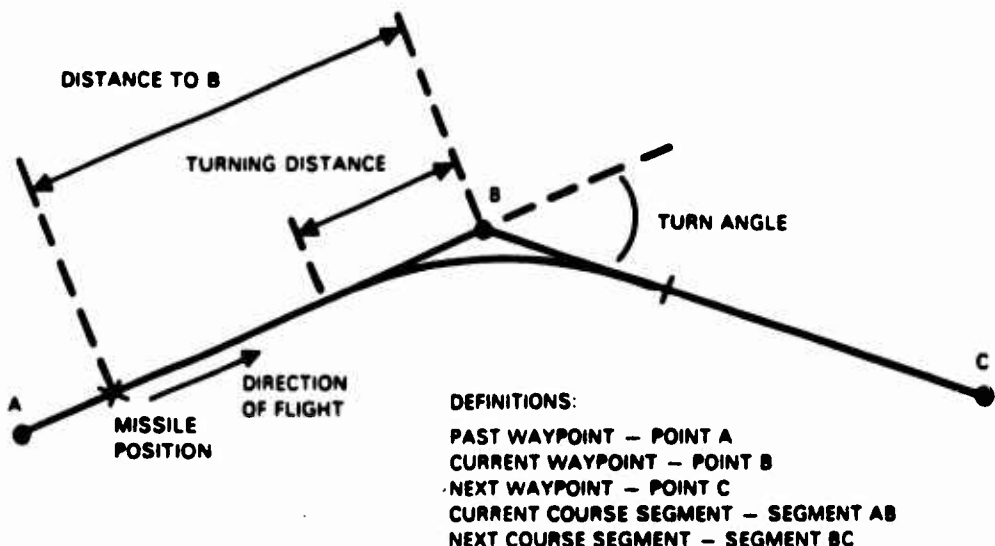 DISTANCE TO B
TURNING DISTANCE
B
TURN ANGLE
A
DIRECTION
OF FLIGHT
C
MISSILE
POSITION
DEFINITIONS:
PAST WAYPOINT – POINT A
CURRENT WAYPOINT – POINT B
NEXT WAYPOINT – POINT C
CURRENT COURSE SEGMENT – SEGMENT AB
NEXT COURSE SEGMENT – SEGMENT BC